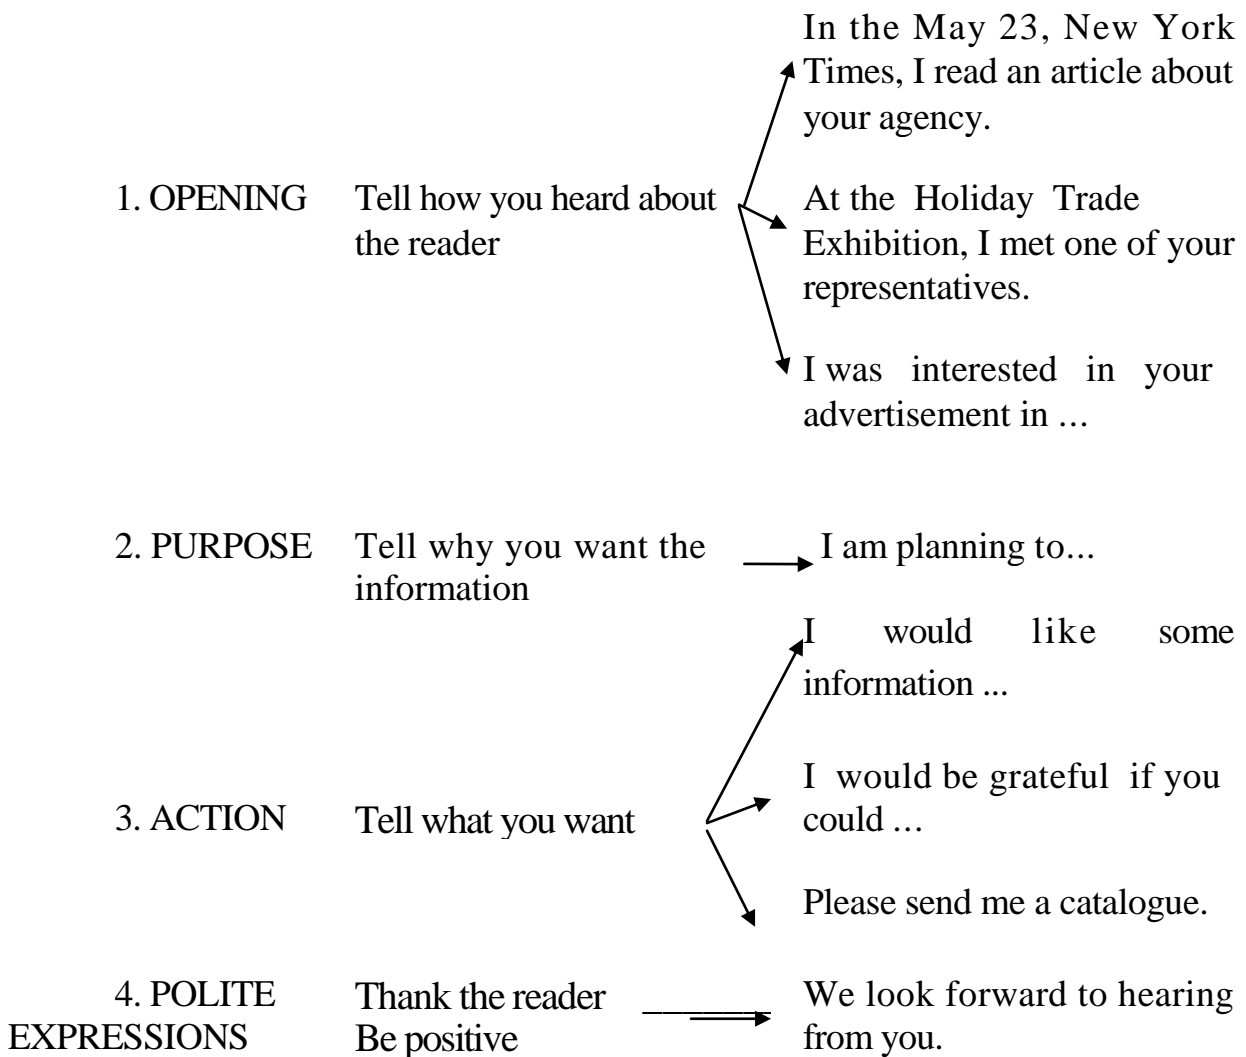 In the May 23, New York
Times, I read an article about
your agency.
1. OPENING Tell how you heard about
the reader
At the Holiday Trade
Exhibition, I met one of your
representatives.
I was interested in your
advertisement in ...
2. PURPOSE Tell why you want the
information
I am planning to...
3. ACTION Tell what you want
I would like some
information ...
I would be grateful if you
could ...
Please send me a catalogue.
4. POLITE
EXPRESSIONS
Thank the reader
Be positive
We look forward to hearing
from you.